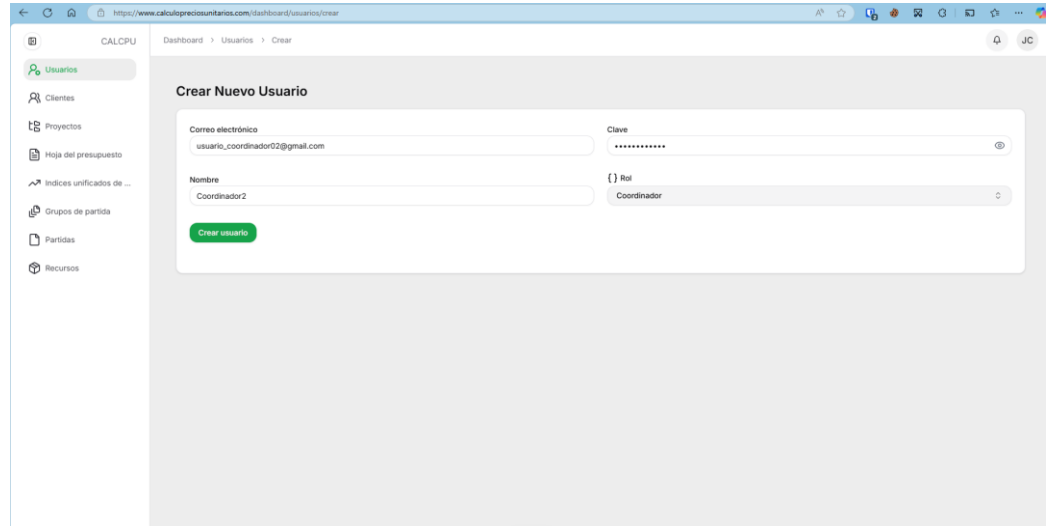 https://www.calculopreciosunitarios.com/dashboard/usuarios/crear
CALCPU
Dashboard > Usuarios > Crear
JC
Usuarios
Clientes
Proyectos
Hoja del presupuesto
Indices unificados de ...
Grupos de partida
Partidas
Recursos
Crear Nuevo Usuario
Correo electrónico
usuario_coordinador02@gmail.com
Clave
••••••••••••
Nombre
Coordinador2
{ } Rol
Coordinador
Crear usuario